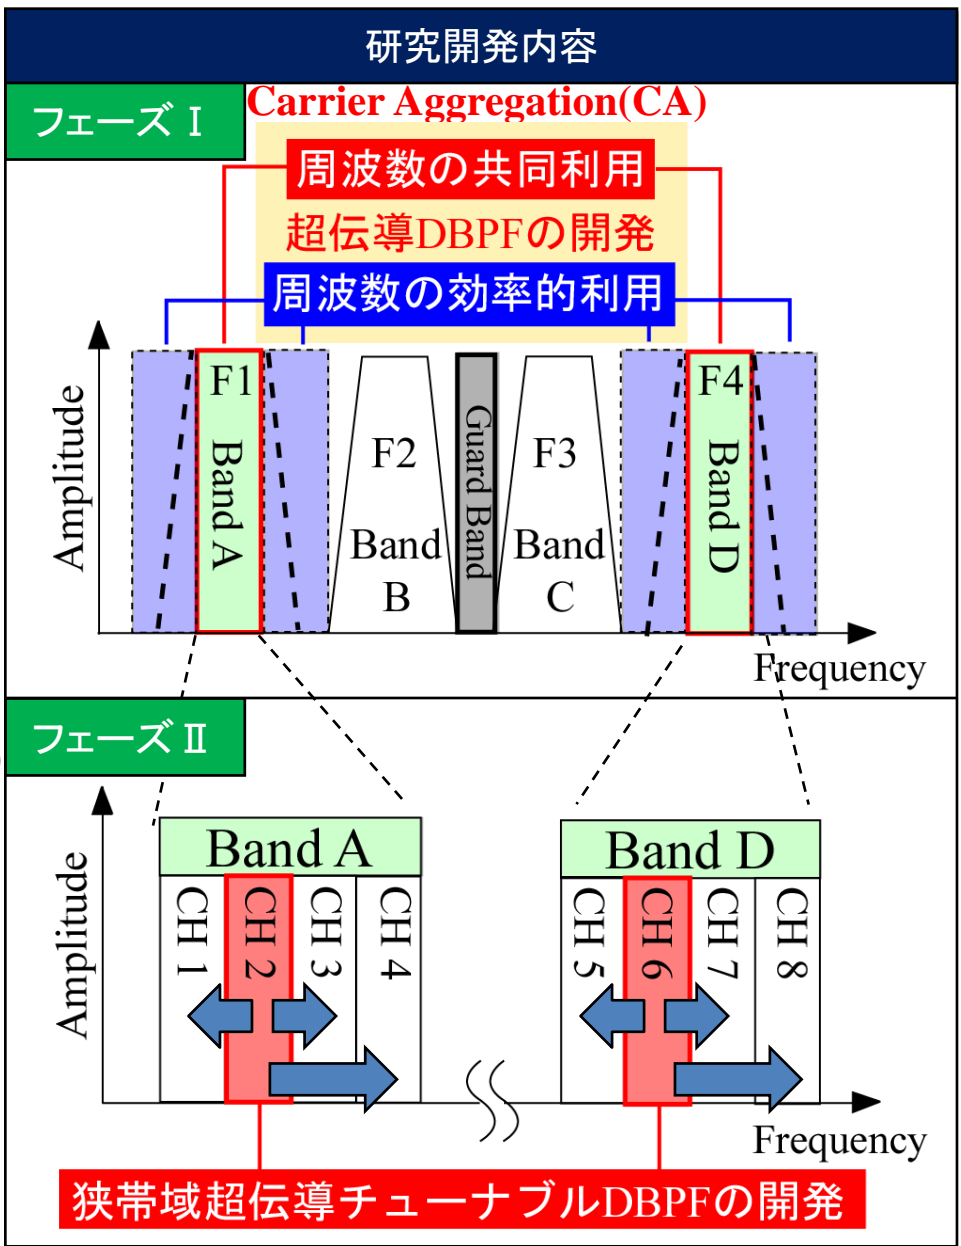 研究開発内容
フェーズⅠ
Carrier Aggregation(CA)
周波数の共同利用
超伝導DBPFの開発
周波数の効率的利用
Amplitude
F1
Band A
F2
Band
B
Guard Band
F3
Band
C
F4
Band D
Frequency
フェーズⅡ
Amplitude
Band A
CH 1
CH 2
CH 3
CH 4
Band D
CH 5
CH 6
CH 7
CH 8
Frequency
狭帯域超伝導チューナブルDBPFの開発